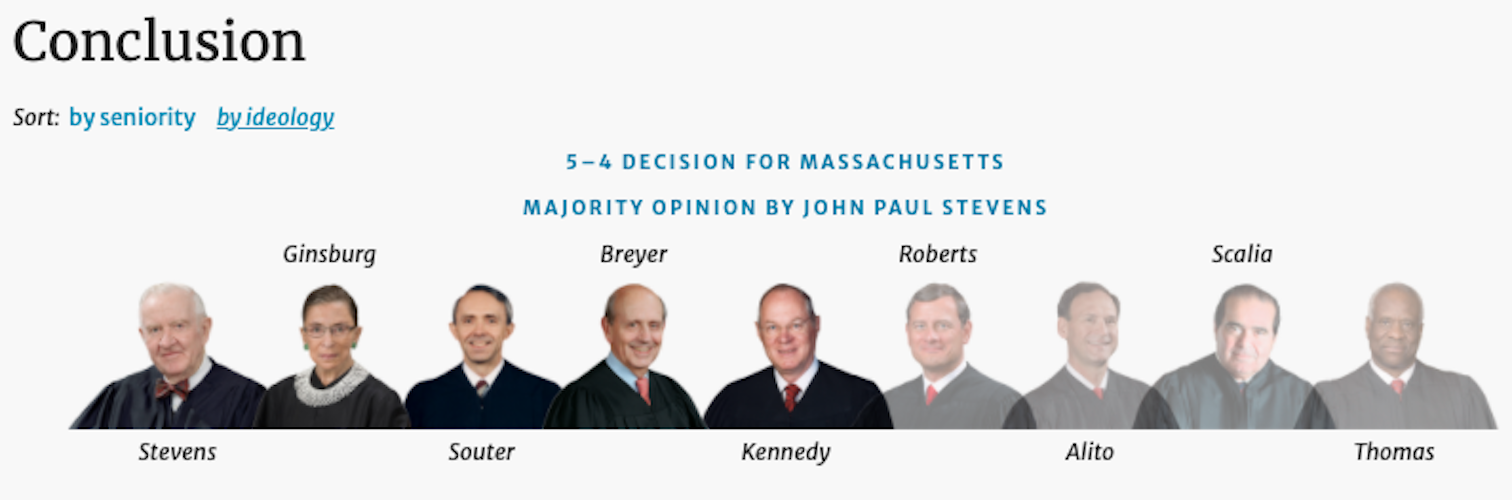 Conclusion
Sort: by seniority by ideology
5–4 DECISION FOR MASSACHUSETTS
MAJORITY OPINION BY JOHN PAUL STEVENS
Ginsburg Breyer Roberts Scalia
Stevens Souter Kennedy Alito Thomas